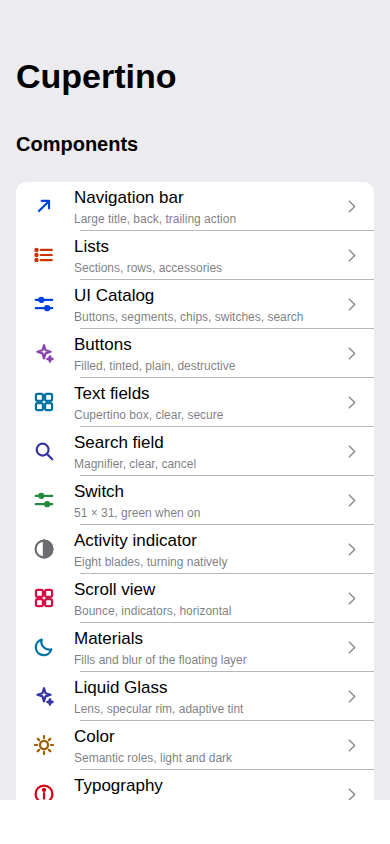 Cupertino
Components
Navigation bar
Large title, back, trailing action
Lists
Sections, rows, accessories
UI Catalog
Buttons, segments, chips, switches, search
Buttons
Filled, tinted, plain, destructive
Text fields
Cupertino box, clear, secure
Search field
Magnifier, clear, cancel
Switch
51 × 31, green when on
Activity indicator
Eight blades, turning natively
Scroll view
Bounce, indicators, horizontal
Materials
Fills and blur of the floating layer
Liquid Glass
Lens, specular rim, adaptive tint
Color
Semantic roles, light and dark
Typography